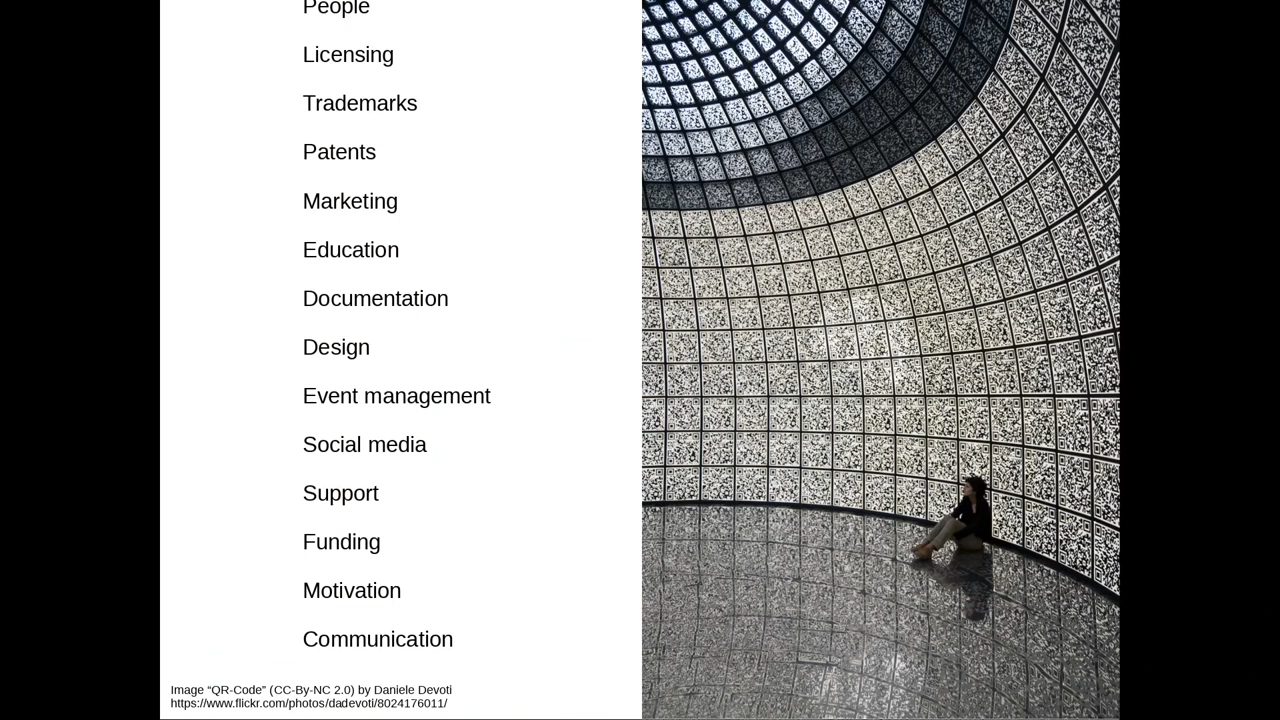 People
Licensing
Trademarks
Patents
Marketing
Education
Documentation
Design
Event management
Social media
Support
Funding
Motivation
Communication
Image “QR-Code” (CC-By-NC 2.0) by Daniele Devoti
https://www.flickr.com/photos/dadevoti/8024176011/